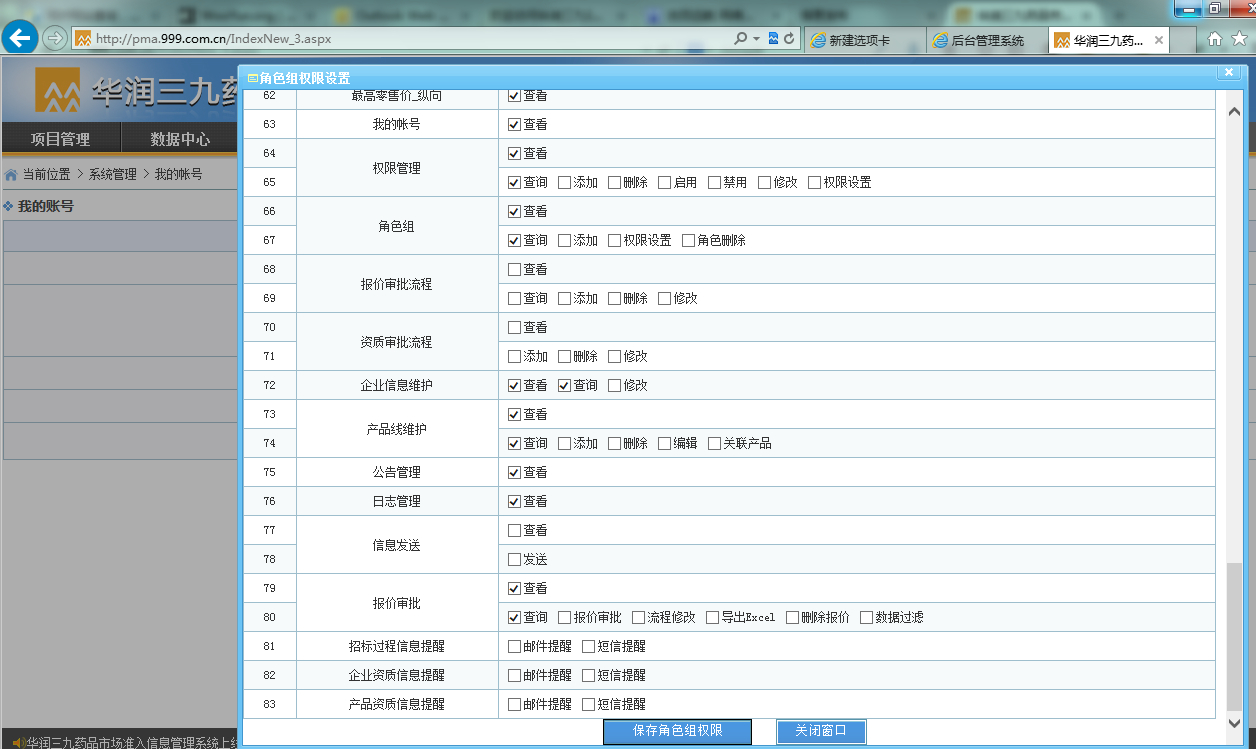 http://pma.999.com.cn/IndexNew_3.aspx
新建选项卡
后台管理系统
华润三九药...
华润三九药
项目管理 数据中心
当前位置 > 系统管理 > 我的帐号
我的账号
角色组权限设置
62 最高零售价_纵向 查看
63 我的帐号 查看
64 权限管理 查看
65 查询 添加 删除 启用 禁用 修改 权限设置
66 角色组 查看
67 查询 添加 权限设置 角色删除
68 报价审批流程 查看
69 查询 添加 删除 修改
70 资质审批流程 查看
71 添加 删除 修改
72 企业信息维护 查看 查询 修改
73 产品线维护 查看
74 查询 添加 删除 编辑 关联产品
75 公告管理 查看
76 日志管理 查看
77 信息发送 查看
78 发送
79 报价审批 查看
80 查询 报价审批 流程修改 导出Excel 删除报价 数据过滤
81 招标过程信息提醒 邮件提醒 短信提醒
82 企业资质信息提醒 邮件提醒 短信提醒
83 产品资质信息提醒 邮件提醒 短信提醒
保存角色组权限 关闭窗口
华润三九药品市场准入信息管理系统上线